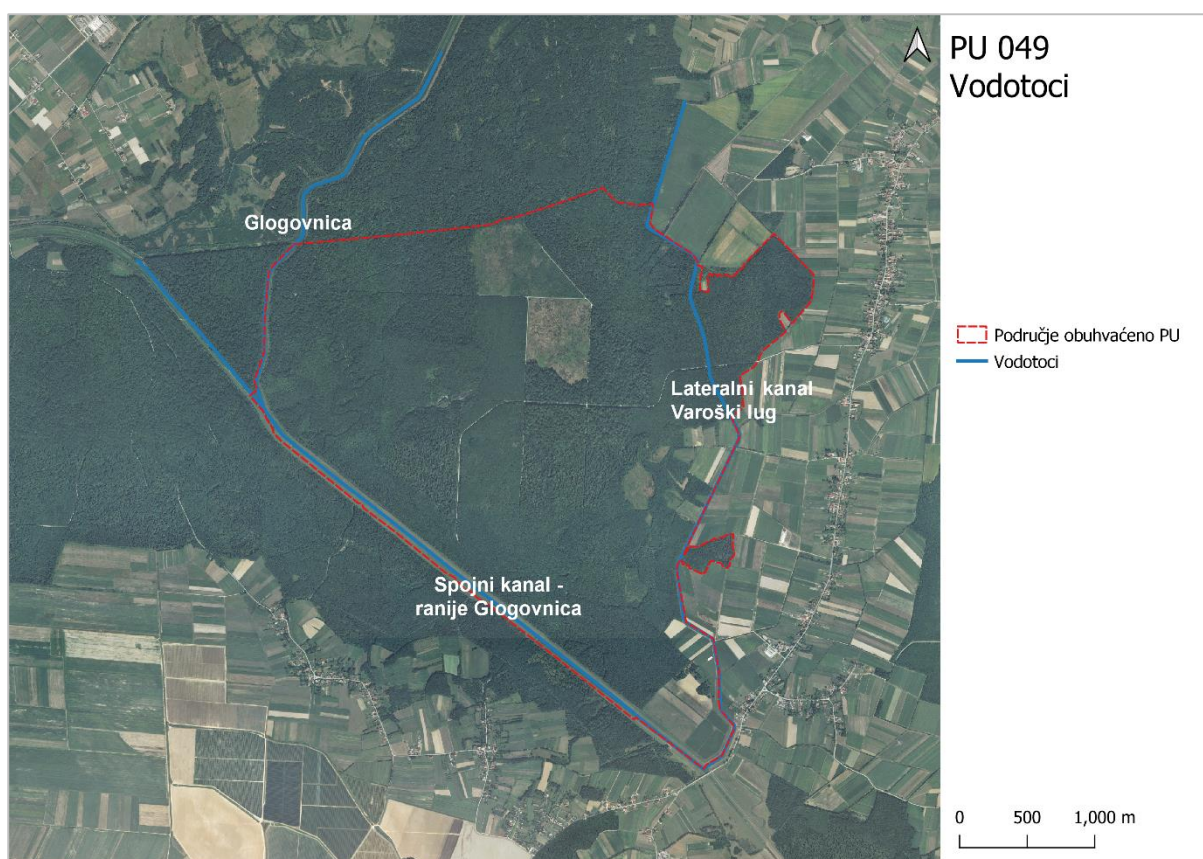 PU 049
Vodotoci
Glogovnica
Područje obuhvaćeno PU
Vodotoci
Lateralni kanal
Varoški lug
Spojni kanal -
ranije Glogovnica
0 500 1,000 m